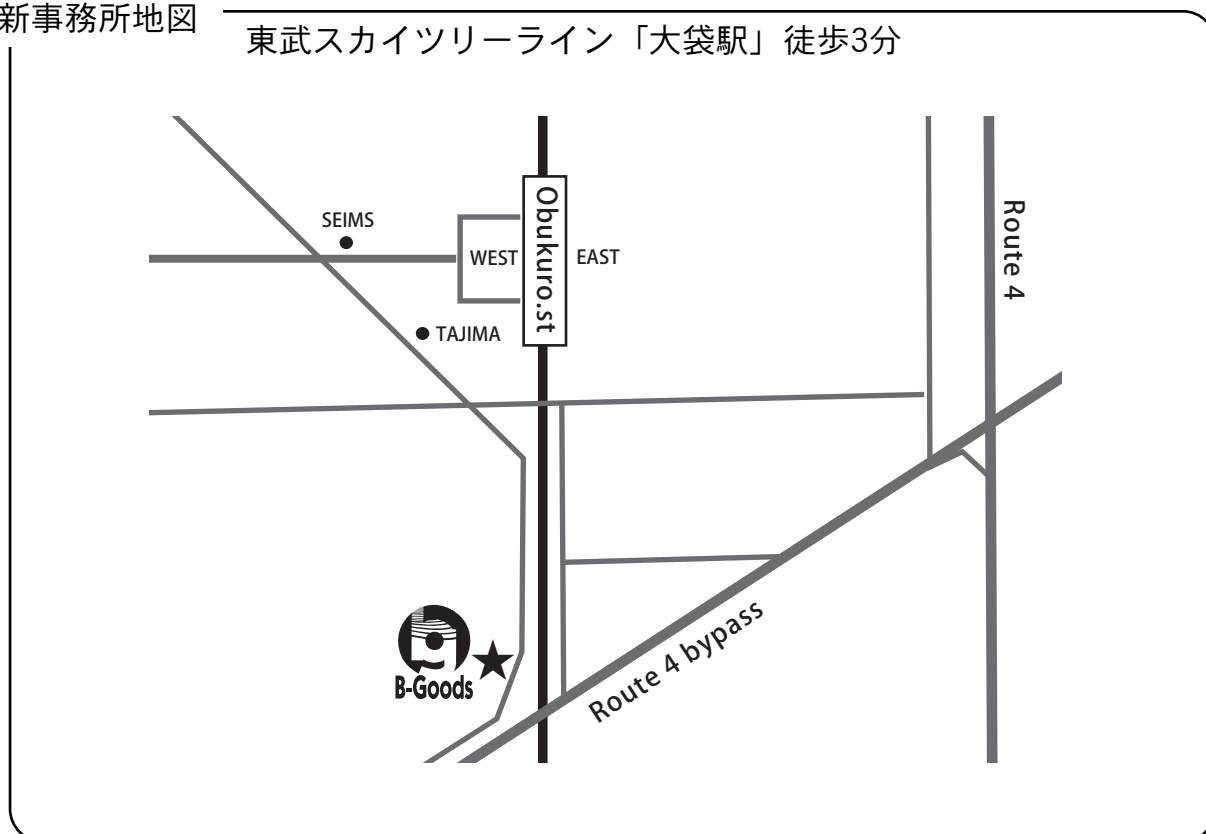 新事務所地図
東武スカイツリーライン「大袋駅」徒歩3分
SEIMS
WEST
Obukuro.st
EAST
Route 4
TAJIMA
B-Goods
Route 4 bypass